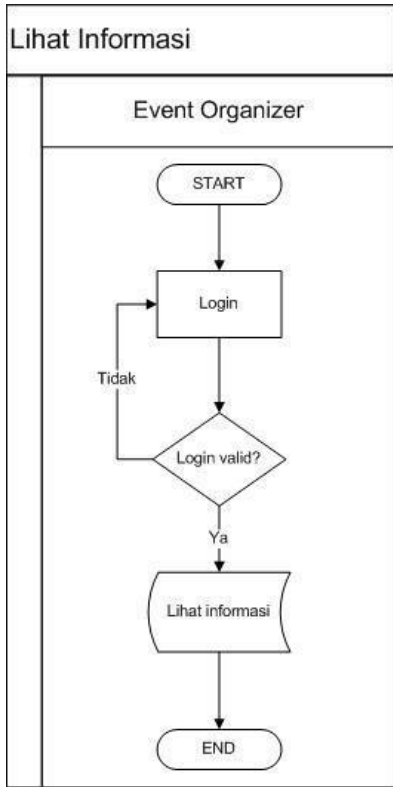 Lihat Informasi
Event Organizer
START
Login
Tidak
Login valid?
Ya
Lihat informasi
END